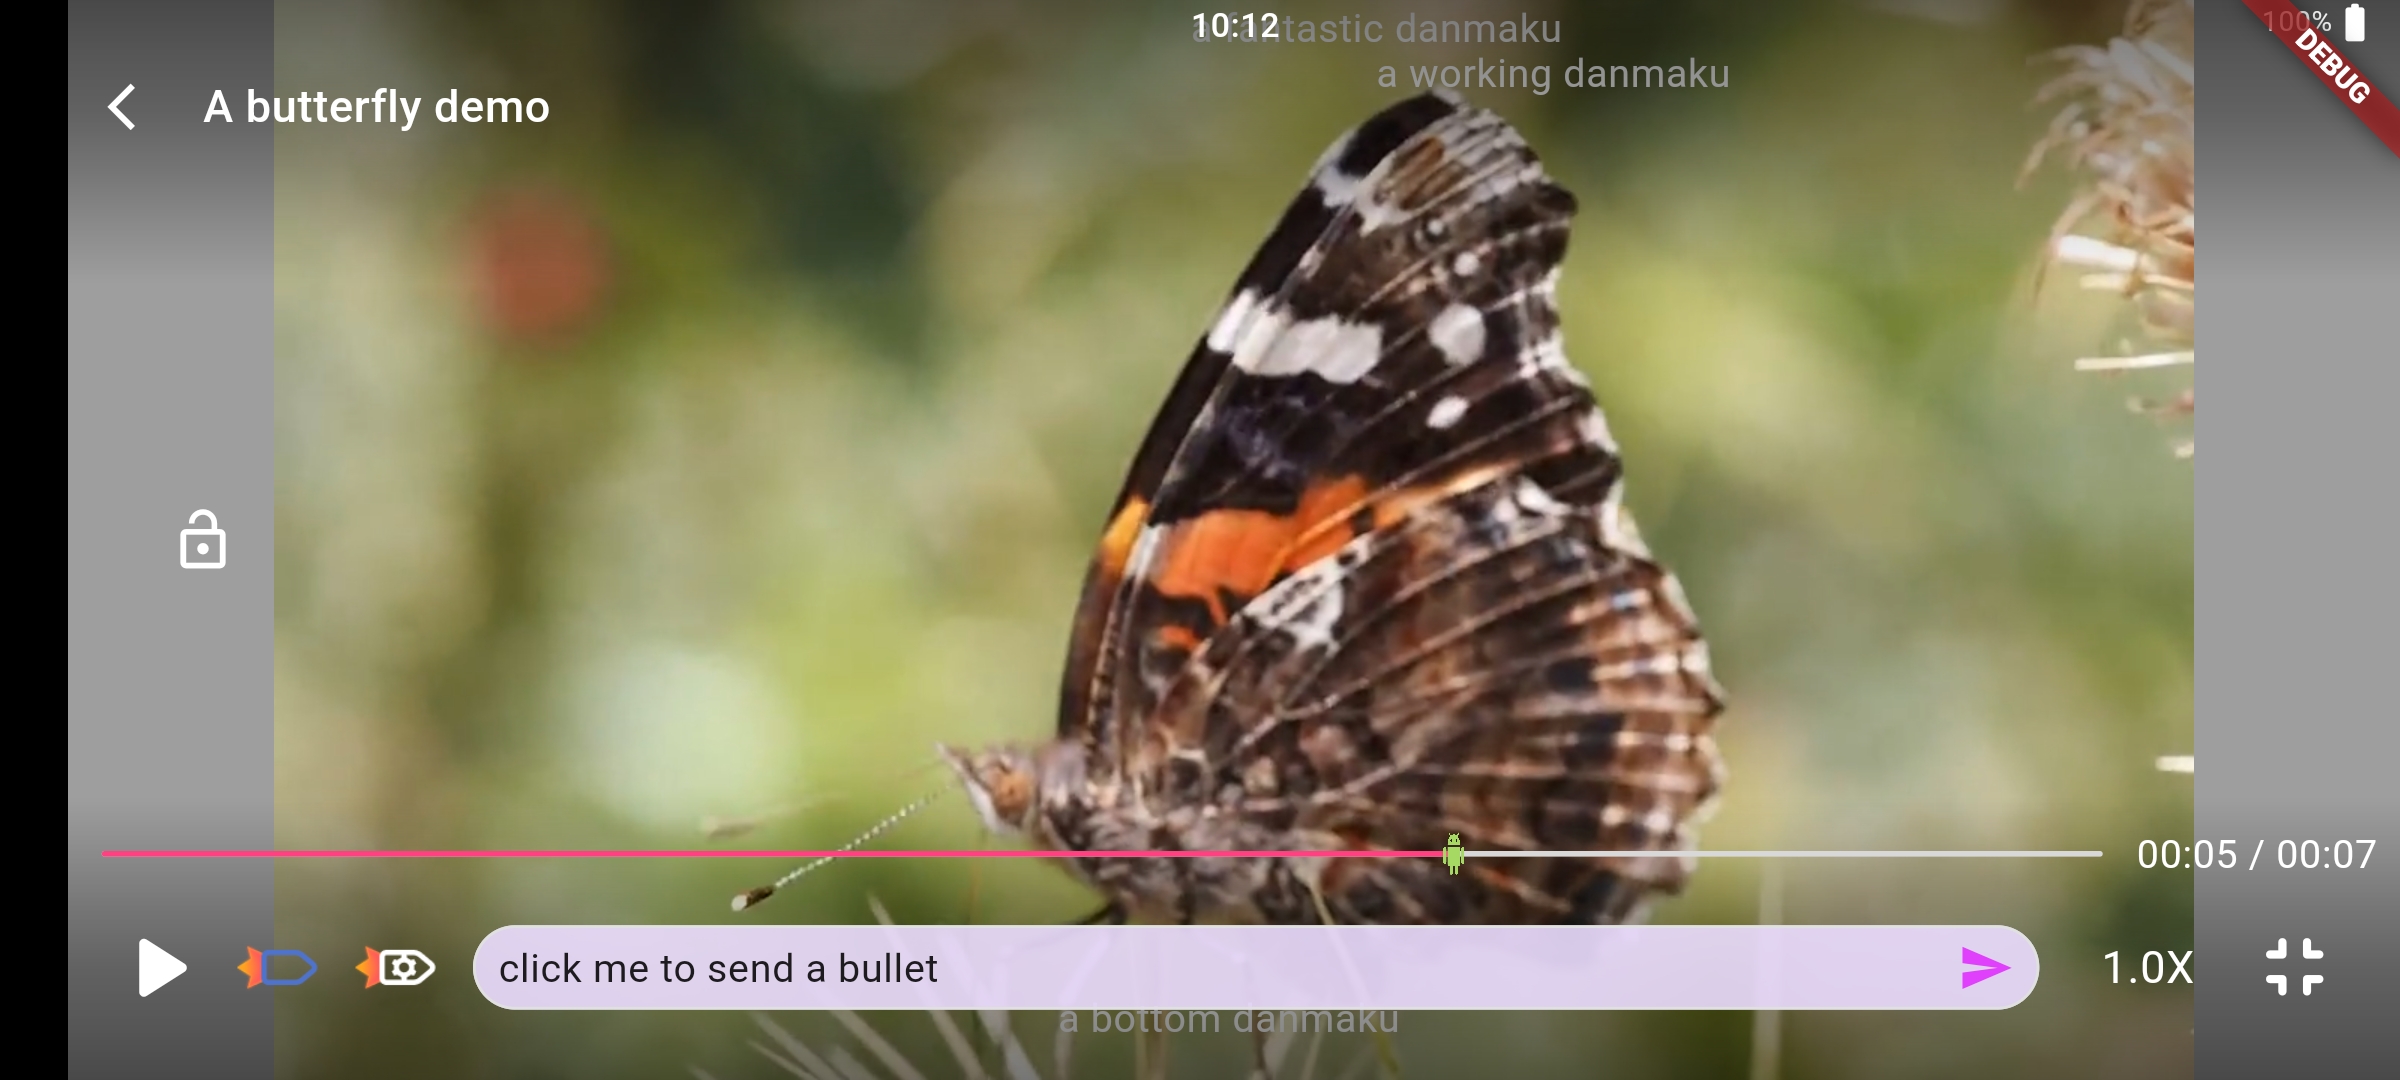 10:12
100%
a fantastic danmaku
DEBUG
a working danmaku
A butterfly demo
00:05 / 00:07
click me to send a bullet
1.0X
a bottom danmaku